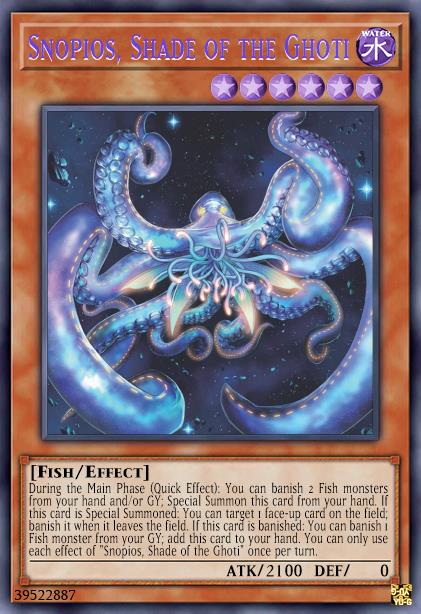 SNOPIOS, SHADE OF THE GHOTI
WATER
水
[FISH/EFFECT]
During the Main Phase (Quick Effect): You can banish 2 Fish monsters
from your hand and/or GY; Special Summon this card from your hand. If
this card is Special Summoned: You can target 1 face-up card on the field;
banish it when it leaves the field. If this card is banished: You can banish 1
Fish monster from your GY; add this card to your hand. You can only use
each effect of "Snopios, Shade of the Ghoti" once per turn.
ATK/2100 DEF/ 0
39522887